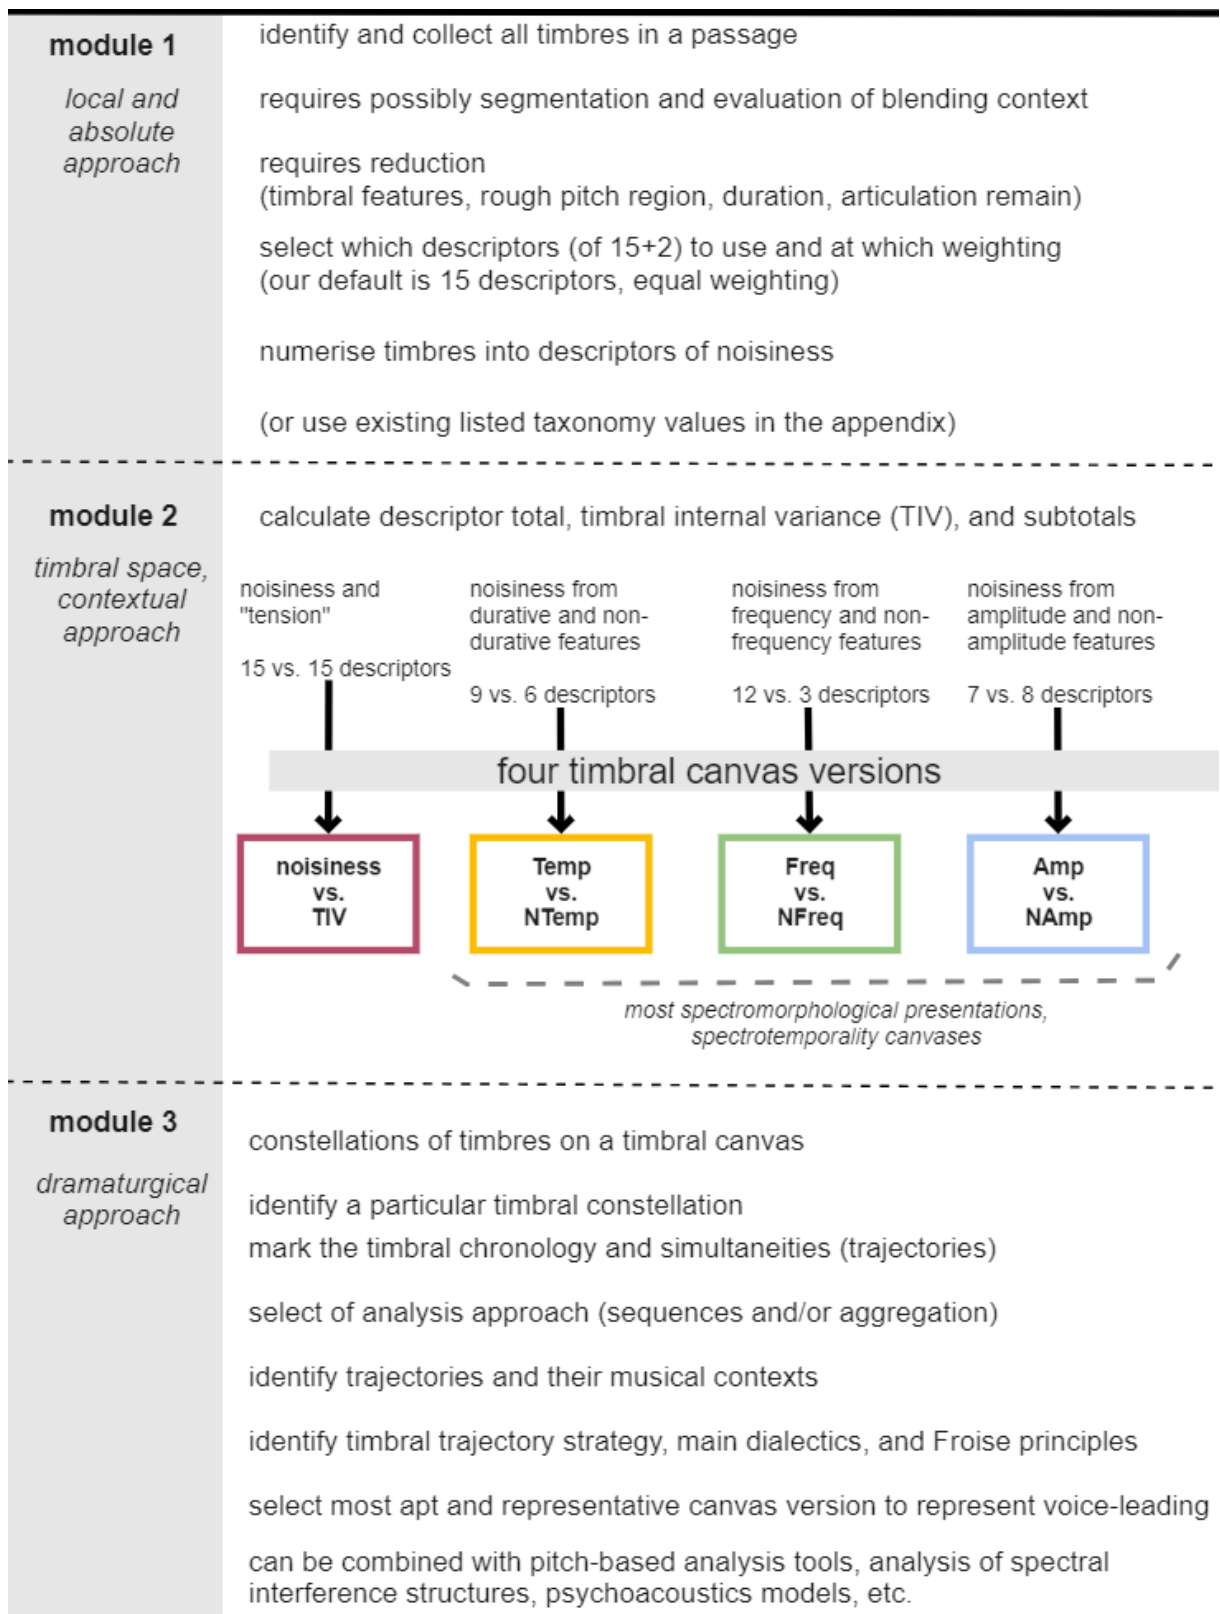 module 1
local and
absolute
approach
identify and collect all timbres in a passage
requires possibly segmentation and evaluation of blending context
requires reduction
(timbral features, rough pitch region, duration, articulation remain)
select which descriptors (of 15+2) to use and at which weighting
(our default is 15 descriptors, equal weighting)
numerise timbres into descriptors of noisiness
(or use existing listed taxonomy values in the appendix)
module 2
timbral space,
contextual
approach
calculate descriptor total, timbral internal variance (TIV), and subtotals
noisiness and
"tension"
15 vs. 15 descriptors
noisiness from
durative and non-
durative features
9 vs. 6 descriptors
noisiness from
frequency and non-
frequency features
12 vs. 3 descriptors
noisiness from
amplitude and non-
amplitude features
7 vs. 8 descriptors
four timbral canvas versions
noisiness
vs.
TIV
Temp
vs.
NTemp
Freq
vs.
NFreq
Amp
vs.
NAmp
most spectromorphological presentations,
spectrotemporality canvases
module 3
dramaturgical
approach
constellations of timbres on a timbral canvas
identify a particular timbral constellation
mark the timbral chronology and simultaneities (trajectories)
select of analysis approach (sequences and/or aggregation)
identify trajectories and their musical contexts
identify timbral trajectory strategy, main dialectics, and Froise principles
select most apt and representative canvas version to represent voice-leading
can be combined with pitch-based analysis tools, analysis of spectral
interference structures, psychoacoustics models, etc.